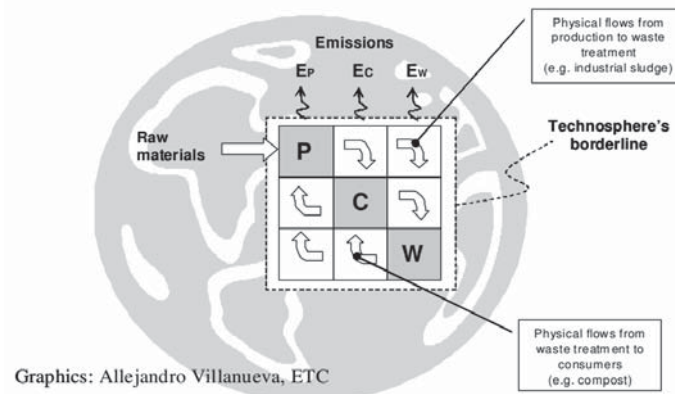 Emissions
EP EC EW
Physical flows from
production to waste
treatment
(e.g. industrial sludge)
Raw
materials
Technosphere's
borderline
P
C
W
Physical flows from
waste treatment to
consumers
(e.g. compost)
Graphics: Allejandro Villanueva, ETC